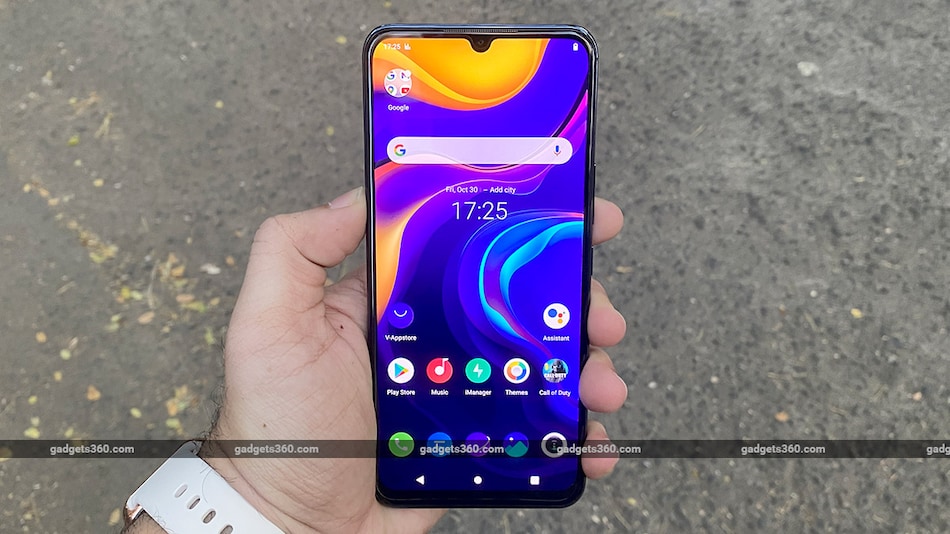 17:25
Google
Fri, Oct 30 -- Add city
17:25
V-Appstore
Assistant
Play Store
Music
iManager
Themes
Call of Duty
gadgets360.com gadgets360.com gadgets360.com gadgets360.com gadgets360.com